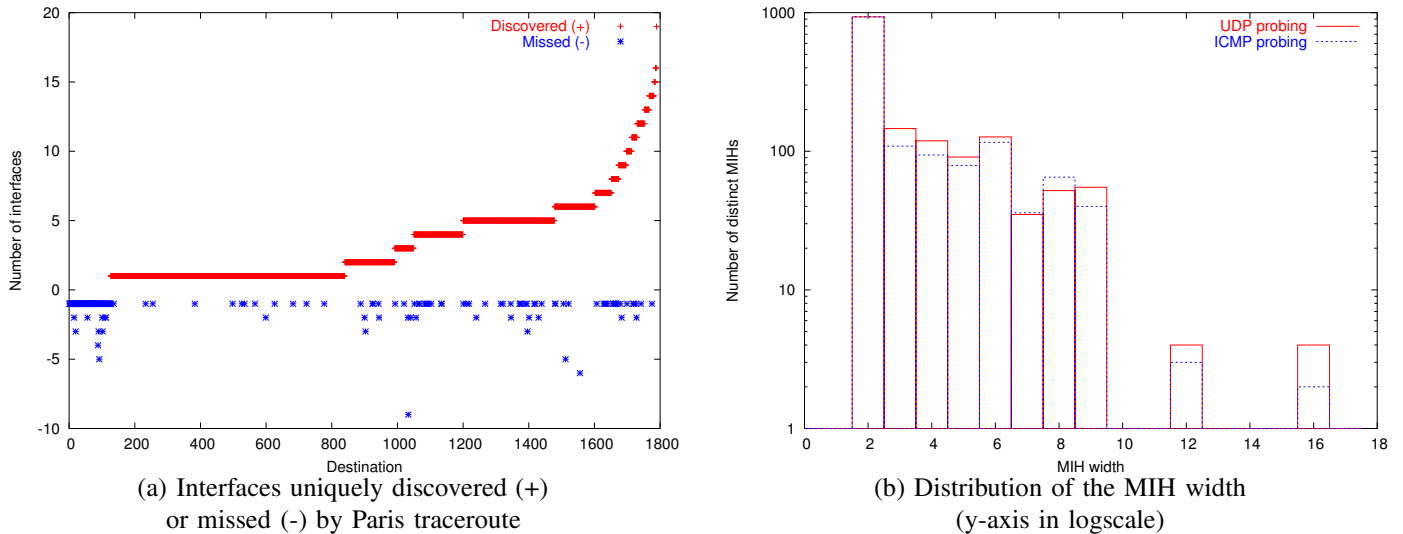 20
15
10
5
0
-5
-10
0 200 400 600 800 1000 1200 1400 1600 1800
Number of interfaces
Destination
Discovered (+)
Missed (-)
(a) Interfaces uniquely discovered (+)
or missed (-) by Paris traceroute
1000
100
10
1
0 2 4 6 8 10 12 14 16 18
Number of distinct MIHs
MIH width
UDP probing
ICMP probing
(b) Distribution of the MIH width
(y-axis in logscale)